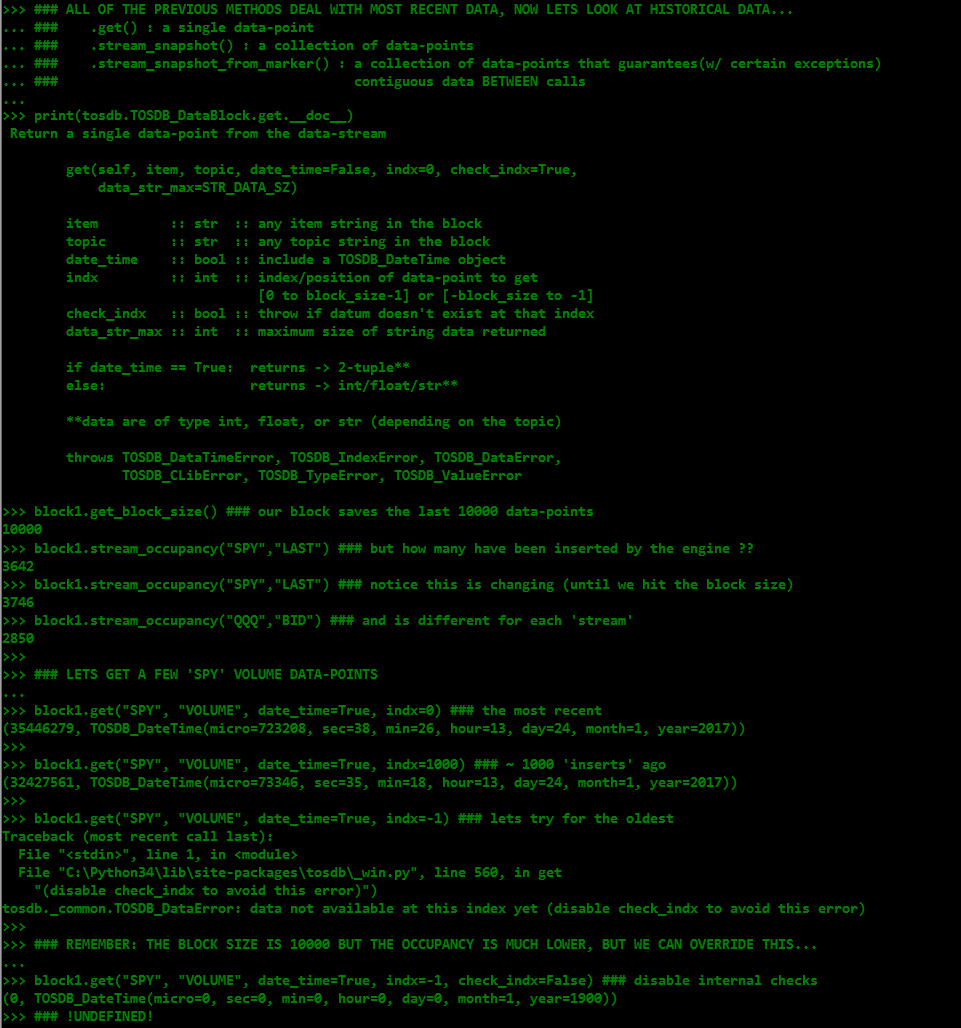 >>> ### ALL OF THE PREVIOUS METHODS DEAL WITH MOST RECENT DATA, NOW LETS LOOK AT HISTORICAL DATA...
... ###    .get() : a single data-point
... ###    .stream_snapshot() : a collection of data-points
... ###    .stream_snapshot_from_marker() : a collection of data-points that guarantees(w/ certain exceptions)
... ###                                     contiguous data BETWEEN calls
...
>>> print(tosdb.TOSDB_DataBlock.get.__doc__)
 Return a single data-point from the data-stream

        get(self, item, topic, date_time=False, indx=0, check_indx=True,
            data_str_max=STR_DATA_SZ)

        item         :: str  :: any item string in the block
        topic        :: str  :: any topic string in the block
        date_time    :: bool :: include a TOSDB_DateTime object
        indx         :: int  :: index/position of data-point to get
                                [0 to block_size-1] or [-block_size to -1]
        check_indx   :: bool :: throw if datum doesn't exist at that index
        data_str_max :: int  :: maximum size of string data returned

        if date_time == True:  returns -> 2-tuple**
        else:                  returns -> int/float/str**

        **data are of type int, float, or str (depending on the topic)

        throws TOSDB_DataTimeError, TOSDB_IndexError, TOSDB_DataError,
               TOSDB_CLibError, TOSDB_TypeError, TOSDB_ValueError

>>> block1.get_block_size() ### our block saves the last 10000 data-points
10000
>>> block1.stream_occupancy("SPY","LAST") ### but how many have been inserted by the engine ??
3642
>>> block1.stream_occupancy("SPY","LAST") ### notice this is changing (until we hit the block size)
3746
>>> block1.stream_occupancy("QQQ","BID") ### and is different for each 'stream'
2850
>>>
>>> ### LETS GET A FEW 'SPY' VOLUME DATA-POINTS
...
>>> block1.get("SPY", "VOLUME", date_time=True, indx=0) ### the most recent
(35446279, TOSDB_DateTime(micro=723208, sec=38, min=26, hour=13, day=24, month=1, year=2017))
>>>
>>> block1.get("SPY", "VOLUME", date_time=True, indx=1000) ### ~ 1000 'inserts' ago
(32427561, TOSDB_DateTime(micro=73346, sec=35, min=18, hour=13, day=24, month=1, year=2017))
>>>
>>> block1.get("SPY", "VOLUME", date_time=True, indx=-1) ### lets try for the oldest
Traceback (most recent call last):
  File "<stdin>", line 1, in <module>
  File "C:\Python34\lib\site-packages\tosdb\_win.py", line 560, in get
    "(disable check_indx to avoid this error)")
tosdb._common.TOSDB_DataError: data not available at this index yet (disable check_indx to avoid this error)
>>>
>>> ### REMEMBER: THE BLOCK SIZE IS 10000 BUT THE OCCUPANCY IS MUCH LOWER, BUT WE CAN OVERRIDE THIS...
...
>>> block1.get("SPY", "VOLUME", date_time=True, indx=-1, check_indx=False) ### disable internal checks
(0, TOSDB_DateTime(micro=0, sec=0, min=0, hour=0, day=0, month=1, year=1900))
>>> ### !UNDEFINED!